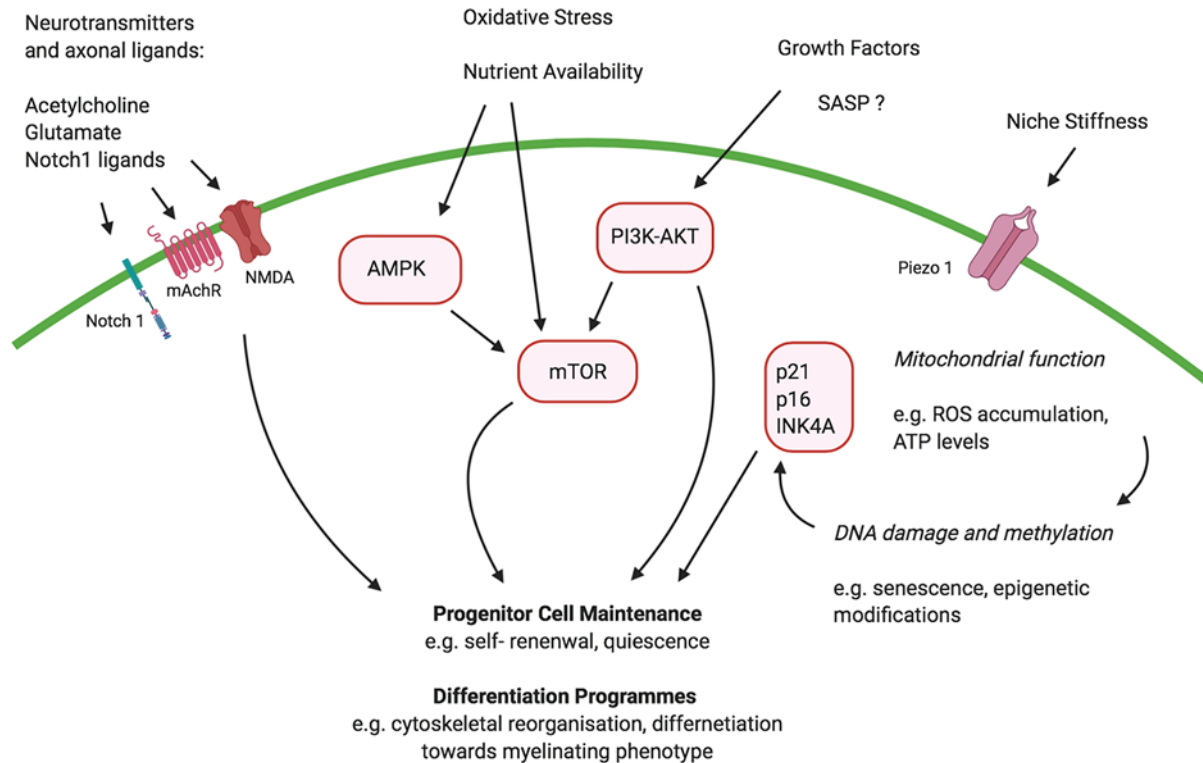 Neurotransmitters
and axonal ligands:
Acetylcholine
Glutamate
Notch1 ligands
Oxidative Stress
Nutrient Availability
Growth Factors
SASP ?
Niche Stiffness
Notch 1
mAchR
NMDA
AMPK
PI3K-AKT
mTOR
Piezo 1
p21
p16
INK4A
Mitochondrial function
e.g. ROS accumulation,
ATP levels
DNA damage and methylation
e.g. senescence, epigenetic
modifications
Progenitor Cell Maintenance
e.g. self- renenwal, quiescence
Differentiation Programmes
e.g. cytoskeletal reorganisation, differnetiation
towards myelinating phenotype